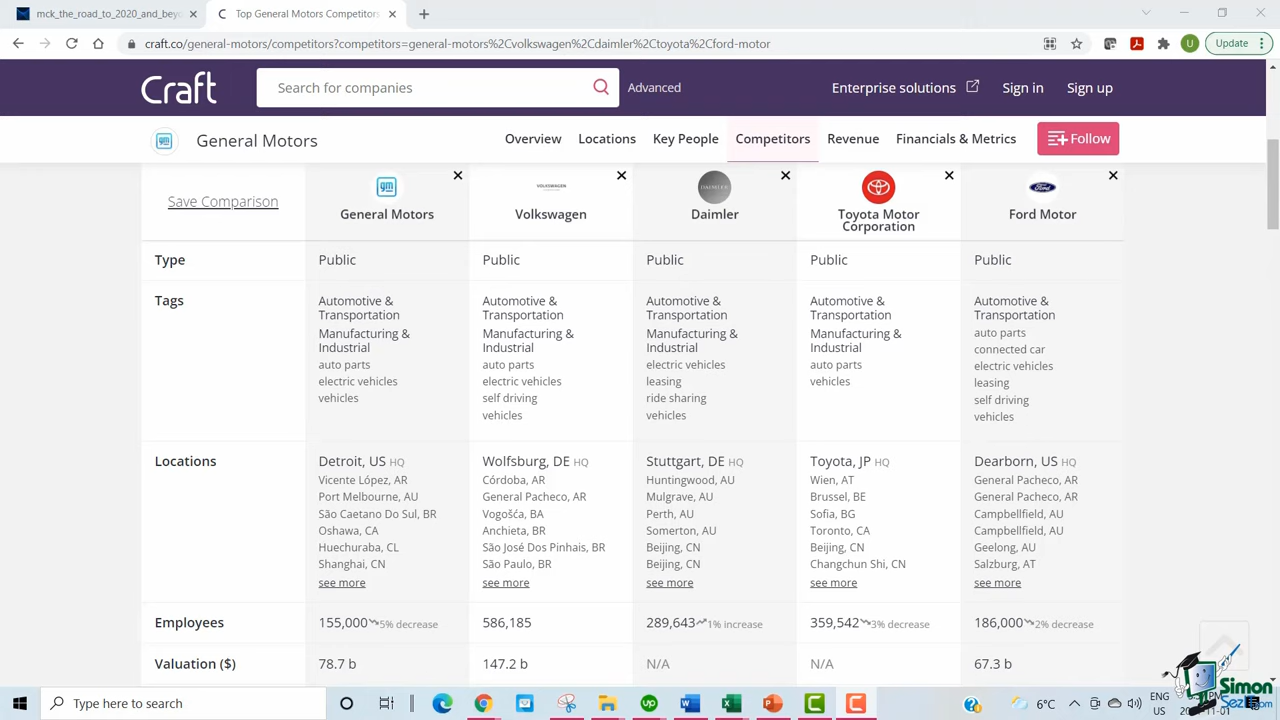 mck_the_road_to_2020_and_beyo
Top General Motors Competitors
craft.co/general-motors/competitors?competitors=general-motors%2Cvolkswagen%2Cdaimler%2Ctoyota%2Cford-motor
U
Update
Craft
Search for companies
Advanced
Enterprise solutions
Sign in
Sign up
General Motors
Overview
Locations
Key People
Competitors
Revenue
Financials & Metrics
Follow
Save Comparison
gm
General Motors
VOLKSWAGEN
Volkswagen
DAIMLER
Daimler
Toyota Motor
Corporation
Ford
Ford Motor
Type
Public
Public
Public
Public
Public
Tags
Automotive &
Transportation
Manufacturing &
Industrial
auto parts
electric vehicles
vehicles
Automotive &
Transportation
Manufacturing &
Industrial
auto parts
electric vehicles
self driving
vehicles
Automotive &
Transportation
Manufacturing &
Industrial
electric vehicles
leasing
ride sharing
vehicles
Automotive &
Transportation
Manufacturing &
Industrial
auto parts
vehicles
Automotive &
Transportation
auto parts
connected car
electric vehicles
leasing
self driving
vehicles
Locations
Detroit, US HQ
Vicente López, AR
Port Melbourne, AU
São Caetano Do Sul, BR
Oshawa, CA
Huechuraba, CL
Shanghai, CN
see more
Wolfsburg, DE HQ
Córdoba, AR
General Pacheco, AR
Vogošća, BA
Anchieta, BR
São José Dos Pinhais, BR
São Paulo, BR
see more
Stuttgart, DE HQ
Huntingwood, AU
Mulgrave, AU
Perth, AU
Somerton, AU
Beijing, CN
Beijing, CN
see more
Toyota, JP HQ
Wien, AT
Brussel, BE
Sofia, BG
Toronto, CA
Beijing, CN
Changchun Shi, CN
see more
Dearborn, US HQ
General Pacheco, AR
General Pacheco, AR
Campbellfield, AU
Campbellfield, AU
Geelong, AU
Salzburg, AT
see more
Employees
155,000 5% decrease
586,185
289,643 1% increase
359,542 3% decrease
186,000 2% decrease
Valuation ($)
78.7 b
147.2 b
N/A
N/A
67.3 b
Type here to search
6°C
ENG
US
Simon
Sez